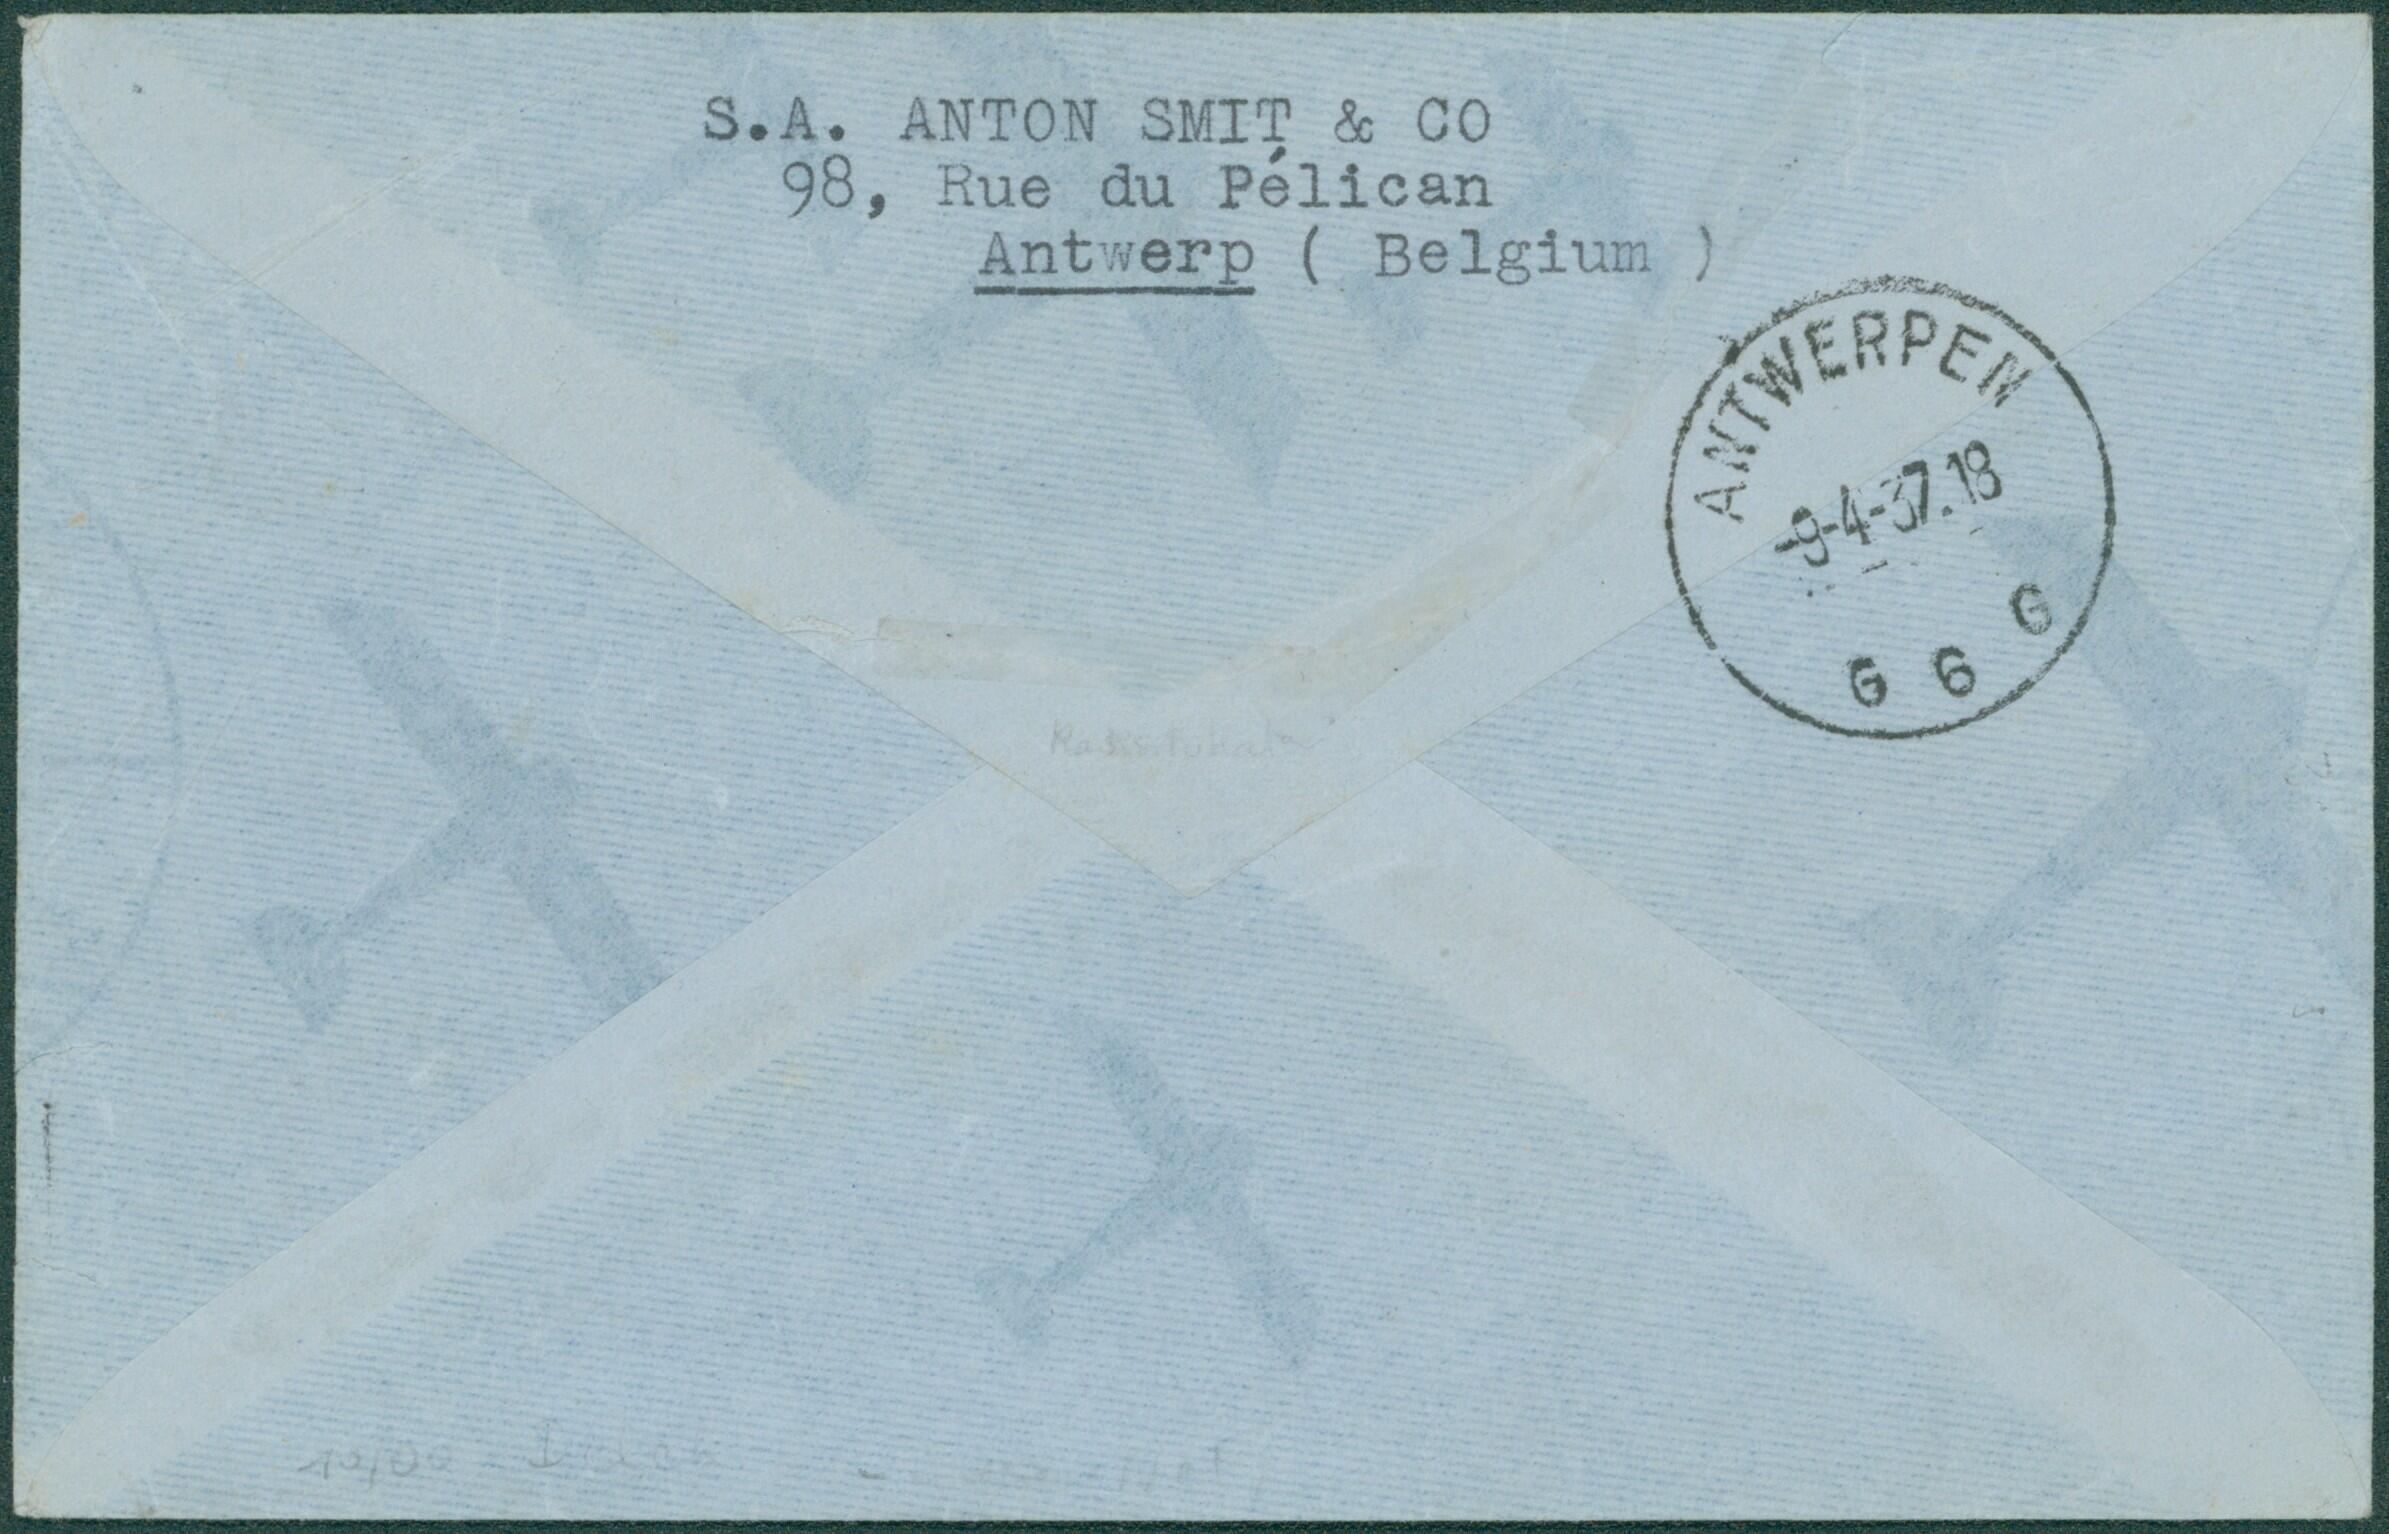 S.A. ANTON SMIT & CO
98, Rue du Pélican
Antwerp ( Belgium )
ANTWERPEN
-9-4-37.18
G 6 G